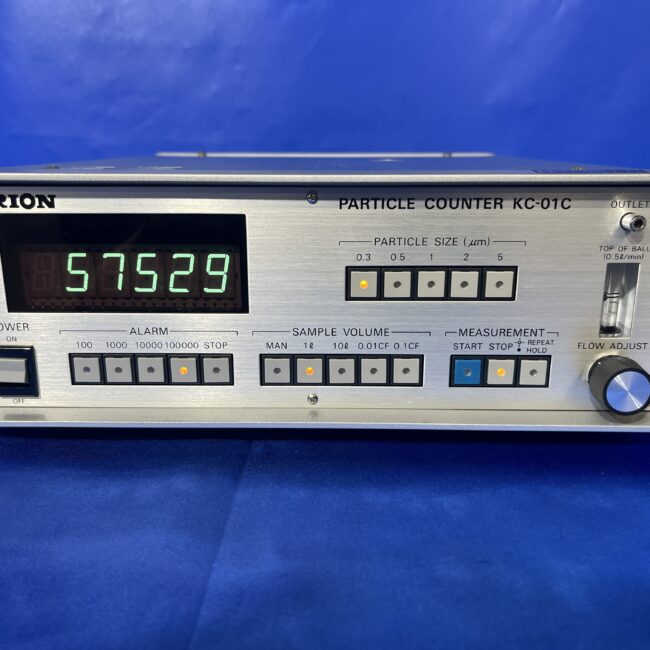 RION
PARTICLE COUNTER KC-01C
OUTLET
57529
PARTICLE SIZE (μm)
0.3 0.5 1 2 5
TOP OF BALL
(0.5ℓ/min)
OWER
ON
OFF
ALARM
100 1000 10000 100000 STOP
SAMPLE VOLUME
MAN 1ℓ 10ℓ 0.01CF 0.1CF
MEASUREMENT
START STOP REPEAT
HOLD
FLOW ADJUST